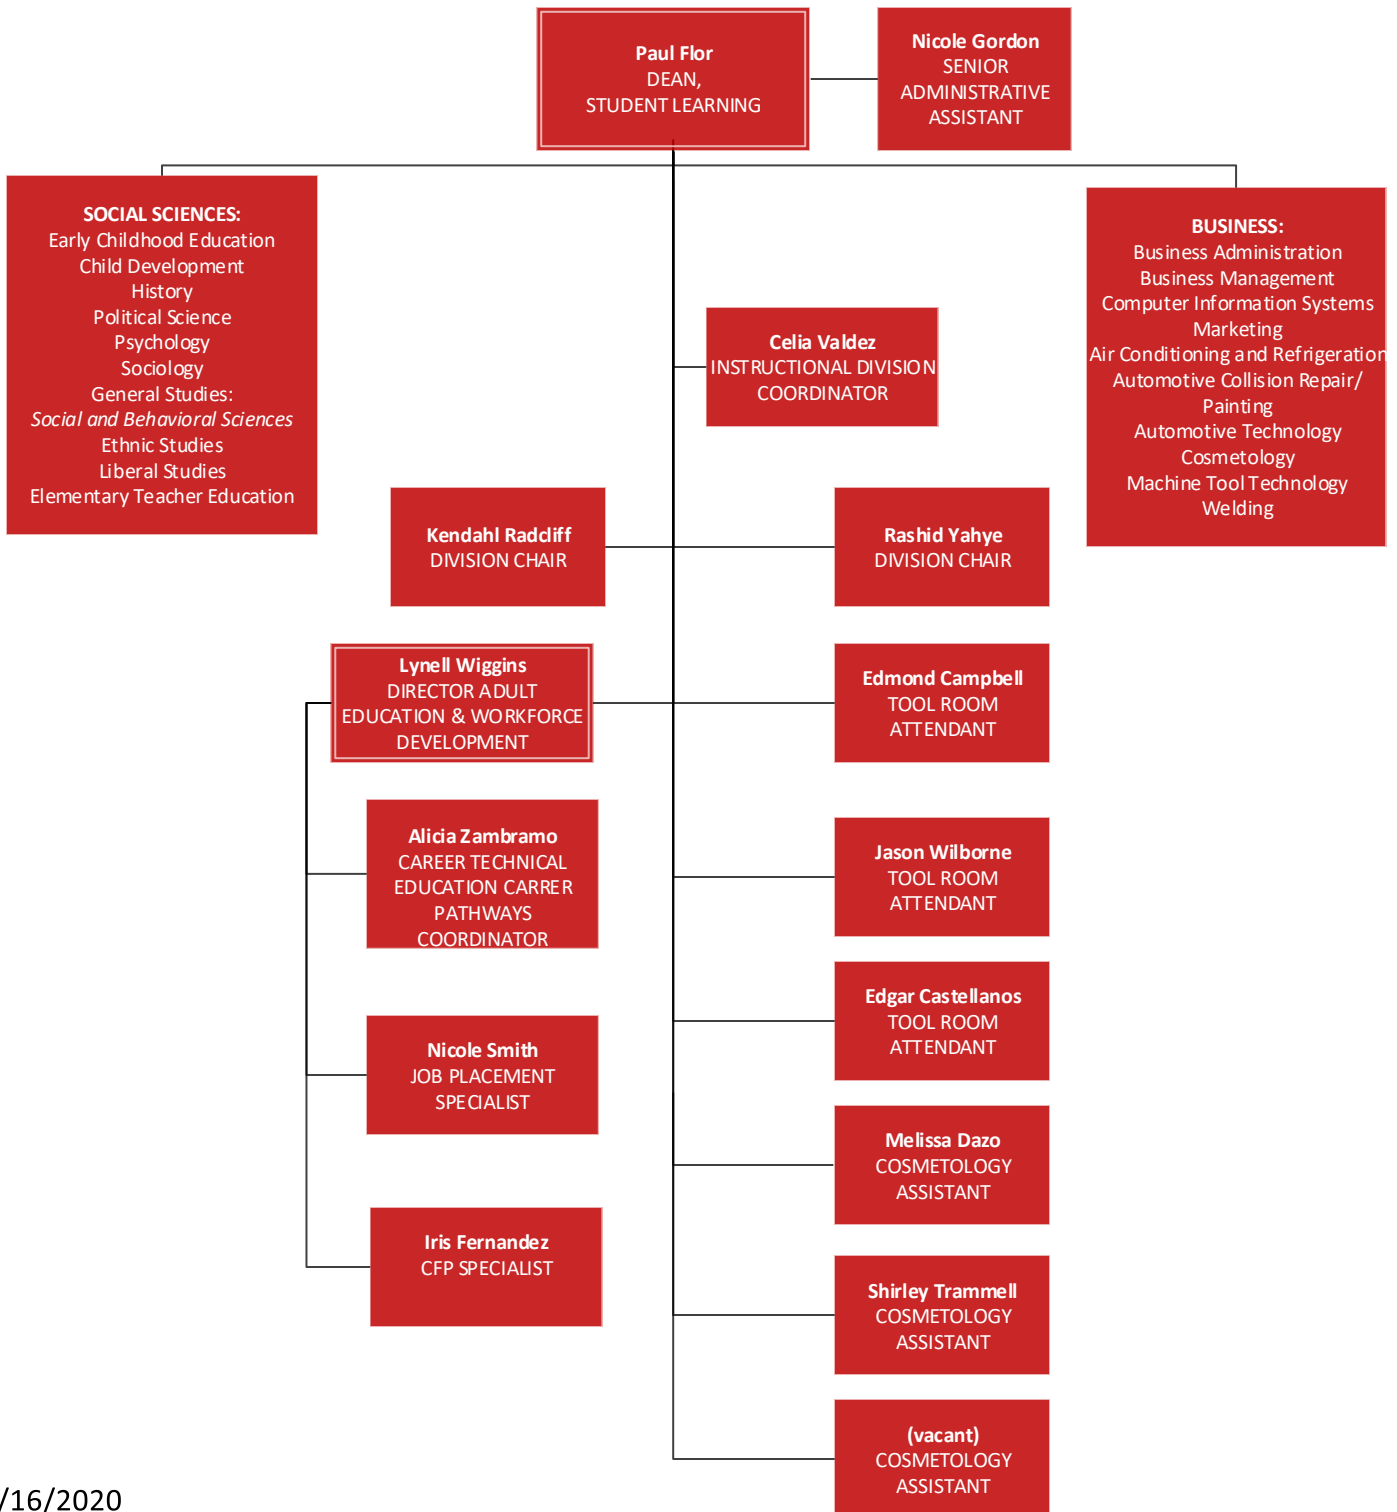 Paul Flor
DEAN,
STUDENT LEARNING
Nicole Gordon
SENIOR
ADMINISTRATIVE
ASSISTANT
SOCIAL SCIENCES:
Early Childhood Education
Child Development
History
Political Science
Psychology
Sociology
General Studies:
Social and Behavioral Sciences
Ethnic Studies
Liberal Studies
Elementary Teacher Education
BUSINESS:
Business Administration
Business Management
Computer Information Systems
Marketing
Air Conditioning and Refrigeration
Automotive Collision Repair/
Painting
Automotive Technology
Cosmetology
Machine Tool Technology
Welding
Celia Valdez
INSTRUCTIONAL DIVISION
COORDINATOR
Kendahl Radcliff
DIVISION CHAIR
Rashid Yahye
DIVISION CHAIR
Lynell Wiggins
DIRECTOR ADULT
EDUCATION & WORKFORCE
DEVELOPMENT
Edmond Campbell
TOOL ROOM
ATTENDANT
Alicia Zambramo
CAREER TECHNICAL
EDUCATION CARRER
PATHWAYS
COORDINATOR
Jason Wilborne
TOOL ROOM
ATTENDANT
Edgar Castellanos
TOOL ROOM
ATTENDANT
Nicole Smith
JOB PLACEMENT
SPECIALIST
Melissa Dazo
COSMETOLOGY
ASSISTANT
Iris Fernandez
CFP SPECIALIST
Shirley Trammell
COSMETOLOGY
ASSISTANT
(vacant)
COSMETOLOGY
ASSISTANT
/16/2020